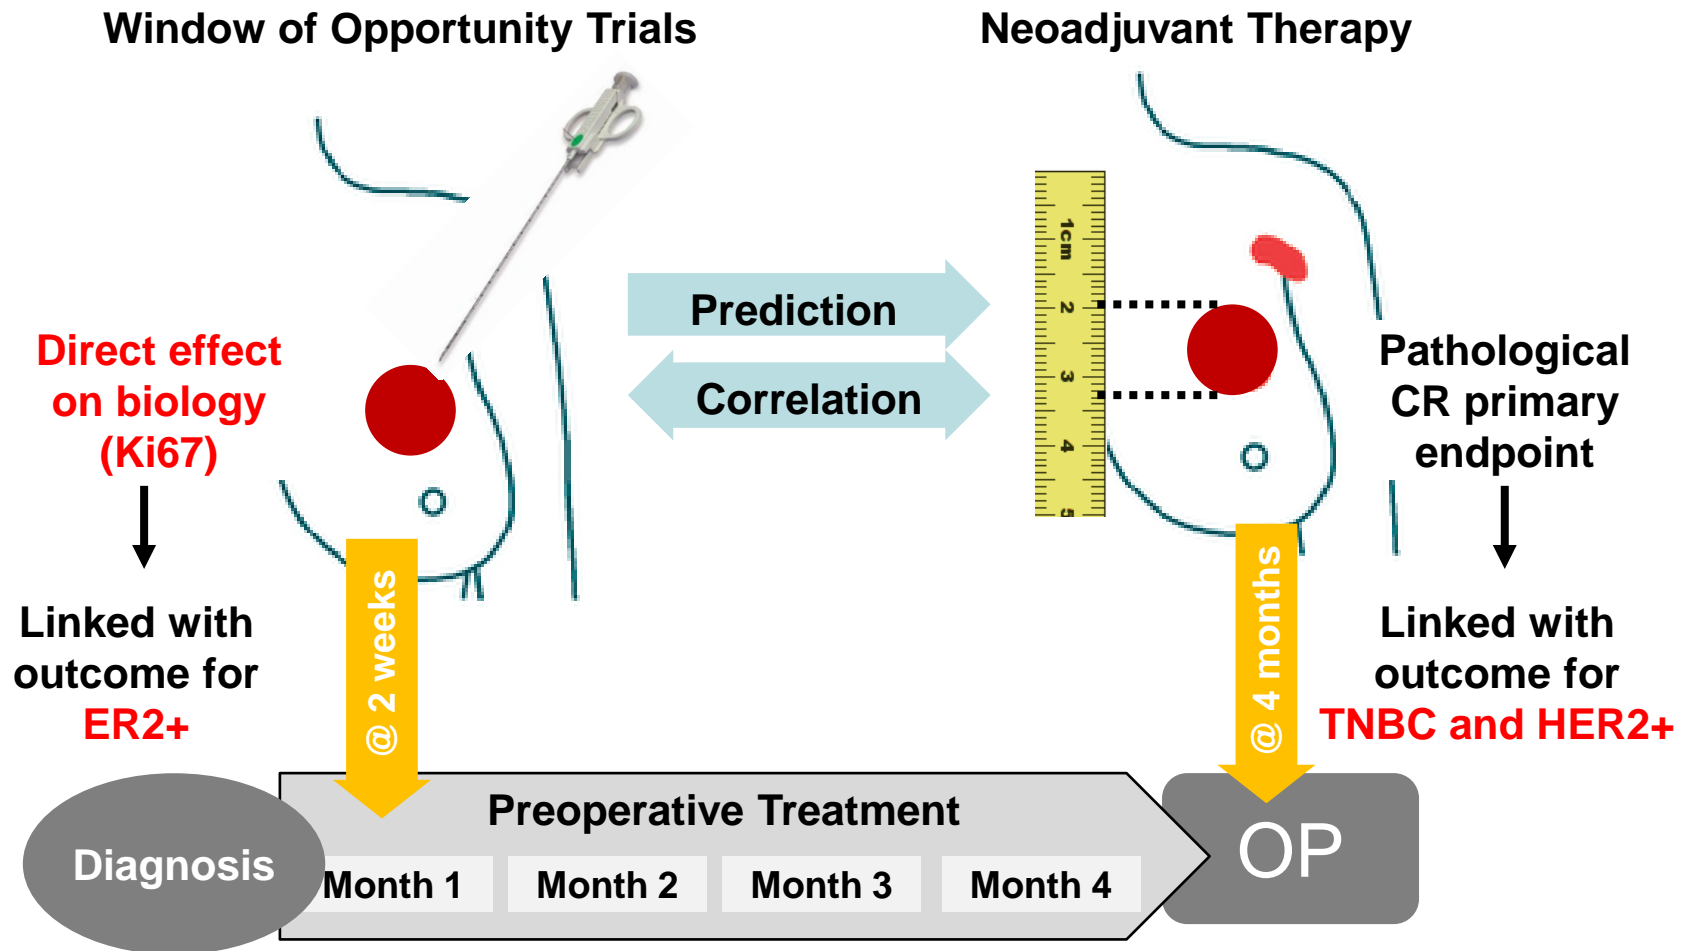 Window of Opportunity Trials
Neoadjuvant Therapy
1cm
2
3
4
5
Prediction
Correlation
Direct effect
on biology
(Ki67)
Linked with
outcome for
ER2+
Pathological
CR primary
endpoint
Linked with
outcome for
TNBC and HER2+
@ 2 weeks
@ 4 months
Diagnosis
Preoperative Treatment
Month 1
Month 2
Month 3
Month 4
OP